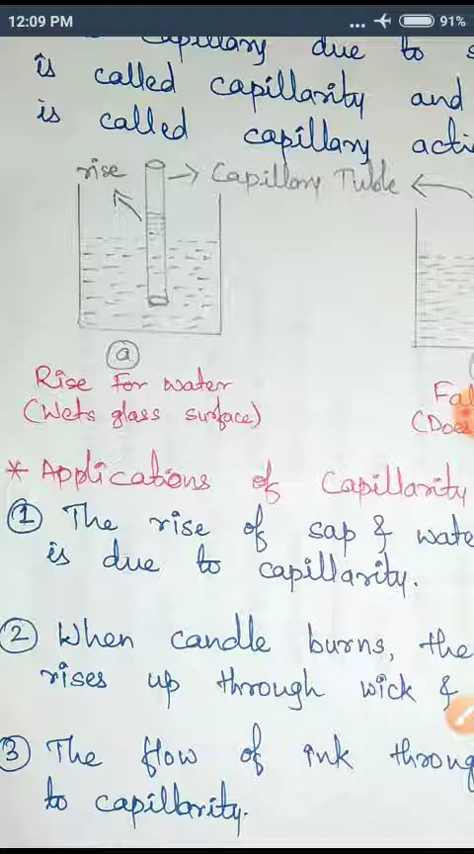 12:09 PM
... 91%
capillary due to s
is called capillarity and
is called capillary acti
rise → Capillary Tube ←
a
Rise For water
(Wets glass surface)
Fal
(Does
* Applications of Capillarity
1 The rise of sap & wate
is due to capillarity.
2 When candle burns, the
rises up through wick &
3 The flow of ink throug
to capillarity.